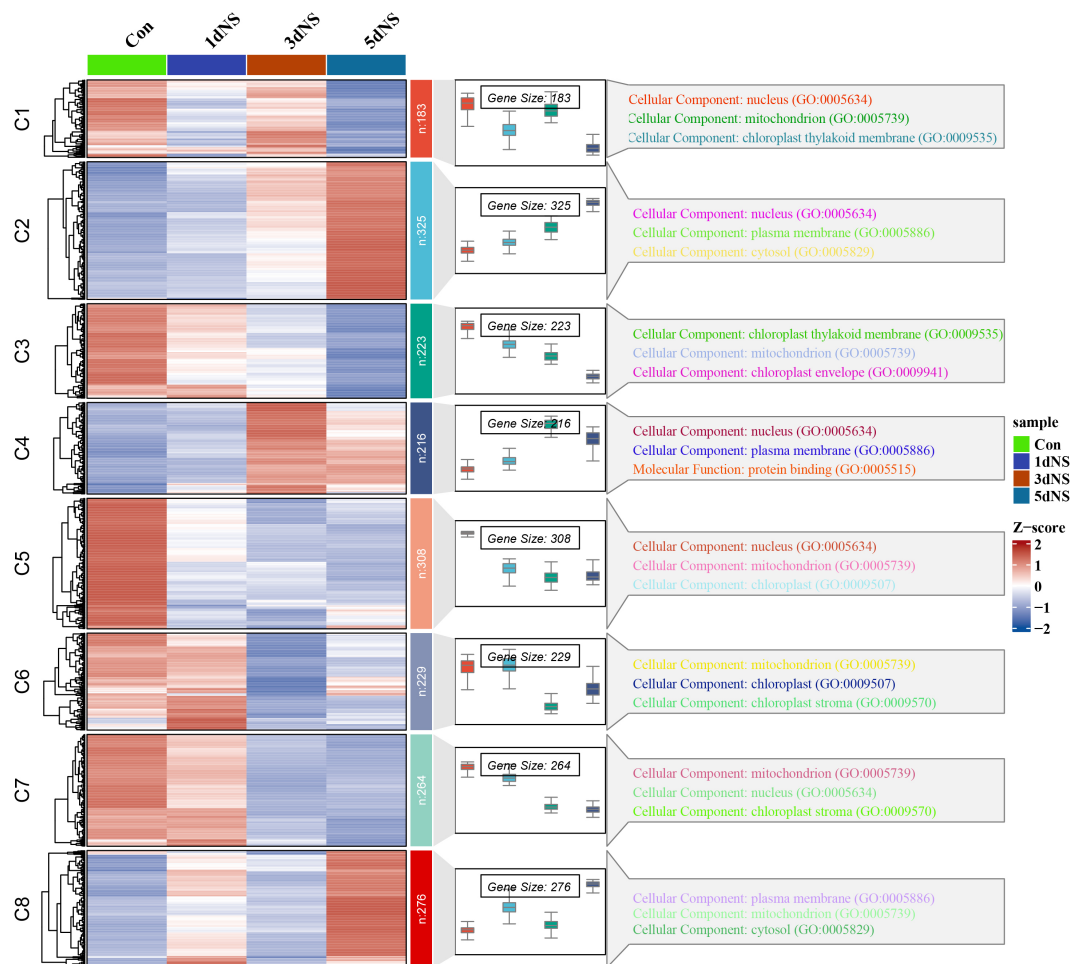 Con
1dNS
3dNS
5dNS
C1
n:183
Gene Size: 183
Cellular Component: nucleus (GO:0005634)
Cellular Component: mitochondrion (GO:0005739)
Cellular Component: chloroplast thylakoid membrane (GO:0009535)
C2
n:325
Gene Size: 325
Cellular Component: nucleus (GO:0005634)
Cellular Component: plasma membrane (GO:0005886)
Cellular Component: cytosol (GO:0005829)
C3
n:223
Gene Size: 223
Cellular Component: chloroplast thylakoid membrane (GO:0009535)
Cellular Component: mitochondrion (GO:0005739)
Cellular Component: chloroplast envelope (GO:0009941)
C4
n:216
Gene Size: 216
Cellular Component: nucleus (GO:0005634)
Cellular Component: plasma membrane (GO:0005886)
Molecular Function: protein binding (GO:0005515)
C5
n:308
Gene Size: 308
Cellular Component: nucleus (GO:0005634)
Cellular Component: mitochondrion (GO:0005739)
Cellular Component: chloroplast (GO:0009507)
C6
n:229
Gene Size: 229
Cellular Component: mitochondrion (GO:0005739)
Cellular Component: chloroplast (GO:0009507)
Cellular Component: chloroplast stroma (GO:0009570)
C7
n:264
Gene Size: 264
Cellular Component: mitochondrion (GO:0005739)
Cellular Component: nucleus (GO:0005634)
Cellular Component: chloroplast stroma (GO:0009570)
C8
n:276
Gene Size: 276
Cellular Component: plasma membrane (GO:0005886)
Cellular Component: mitochondrion (GO:0005739)
Cellular Component: cytosol (GO:0005829)
sample
Con
1dNS
3dNS
5dNS
Z−score
2
1
0
−1
−2